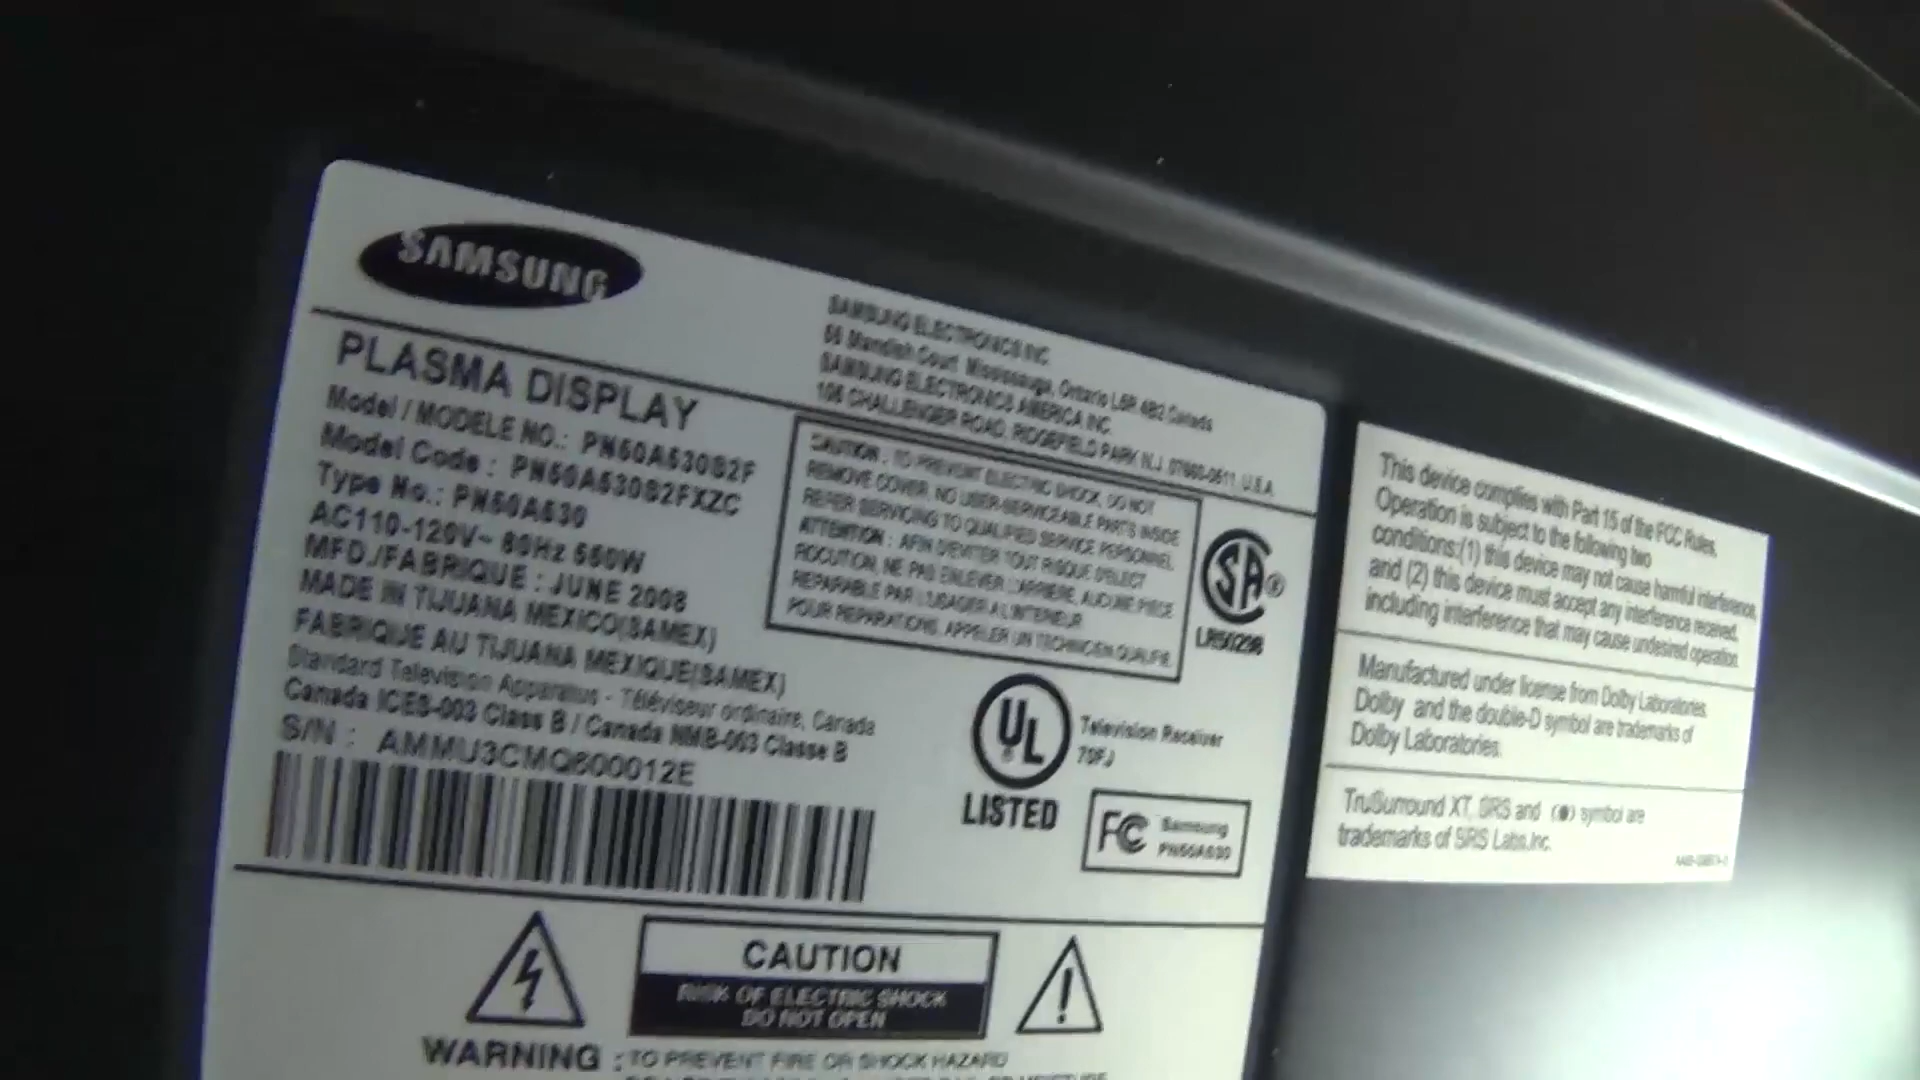 SAMSUNG
SAMSUNG ELECTRONICS INC.
55 Standish Court Mississauga, Ontario L5R 4B2 Canada
SAMSUNG ELECTRONICS AMERICA INC.
105 CHALLENGER ROAD, RIDGEFIELD PARK N.J. 07660-0511 U.S.A
PLASMA DISPLAY
Model / MODELE NO.: PN50A530S2F
Model Code : PN50A530S2FXZC
Type No.: PN50A530
AC110-120V~ 60Hz 550W
MFD./FABRIQUE : JUNE 2008
MADE IN TIJUANA MEXICO(SAMEX)
FABRIQUE AU TIJUANA MEXIQUE(SAMEX)
Standard Television Apparatus - Téléviseur ordinaire, Canada
Canada ICES-003 Class B / Canada NMB-003 Classe B
S/N : AMMU3CMQ600012E
CAUTION : TO PREVENT ELECTRIC SHOCK, DO NOT
REMOVE COVER. NO USER-SERVICEABLE PARTS INSIDE
REFER SERVICING TO QUALIFIED SERVICE PERSONNEL
ATTENTION : AFIN D'EVITER TOUT RISQUE D'ELECT
ROCUTION, NE PAS ENLEVER L'ARRIERE, AUCUNE PIECE
REPARABLE PAR L'USAGER A L'INTERIEUR
POUR REPARATIONS, APPELER UN TECHNICIEN QUALIFIE
SA ®
LR50298
UL ®
LISTED
Television Receiver
70FJ
FC Samsung
PN50A530
CAUTION
RISK OF ELECTRIC SHOCK
DO NOT OPEN
WARNING : TO PREVENT FIRE OR SHOCK HAZARD
This device complies with Part 15 of the FCC Rules.
Operation is subject to the following two
conditions:(1) this device may not cause harmful interference,
and (2) this device must accept any interference received,
including interference that may cause undesired operation.
Manufactured under license from Dolby Laboratories.
Dolby and the double-D symbol are trademarks of
Dolby Laboratories.
TruSurround XT, SRS and (●) symbol are
trademarks of SRS Labs,Inc.